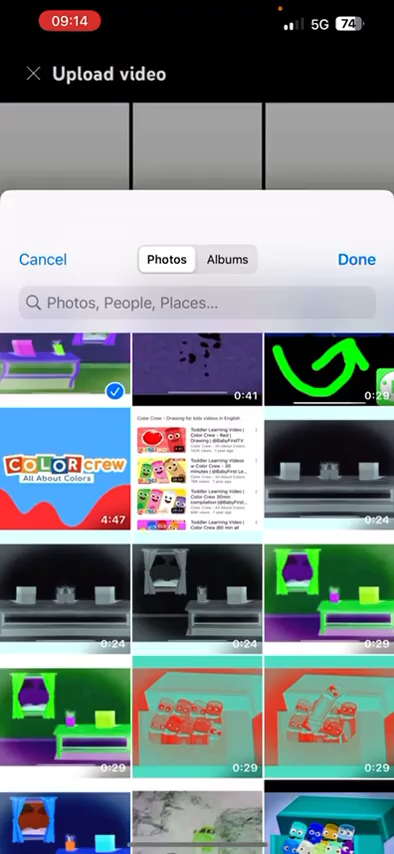 09:14
5G 74
Upload video
Cancel
Photos
Albums
Done
Photos, People, Places...
0:41
0:29
COLOR crew
All About Colors
4:47
Color Crew - Drawing for kids videos in English
Toddler Learning Video |
Color Crew - Red |
Drawing | @BabyFirstTV
Toddler Learning Videos
w Color Crew - 30
minutes | @BabyFirst Le...
Toddler Learning Video |
Color Crew 30min
compilation | @BabyFirst...
Toddler Learning Video |
Color Crew |60 min all
0:24
0:24
0:24
0:29
0:29
0:29
0:29